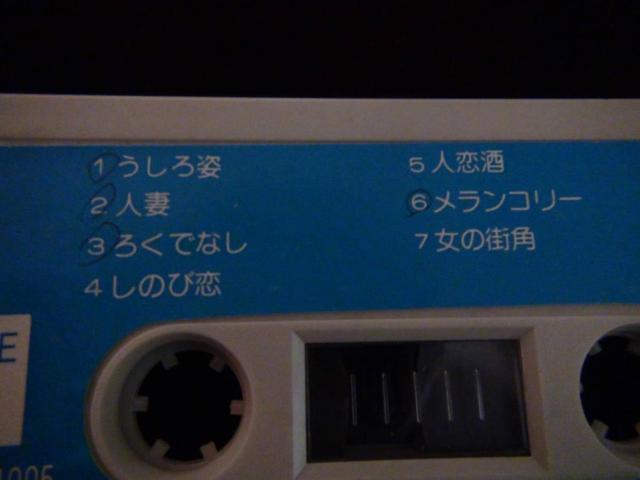 1 うしろ姿
2 人妻
3 ろくでなし
4 しのび恋
5 人恋酒
6 メランコリー
7 女の街角
E
1005